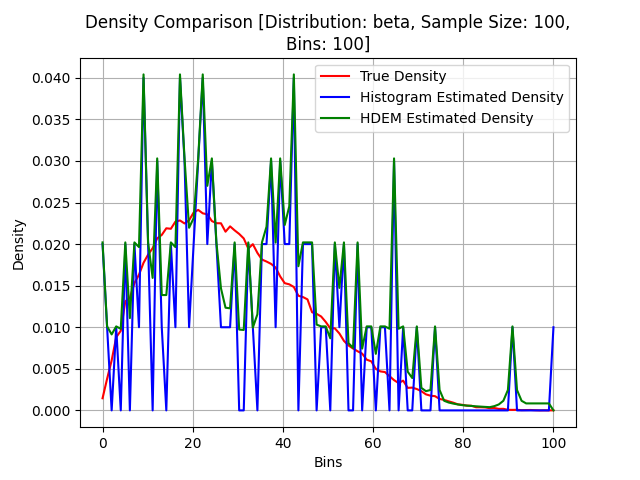 Density Comparison [Distribution: beta, Sample Size: 100,
Bins: 100]
True Density
Histogram Estimated Density
HDEM Estimated Density
Density
0.040
0.035
0.030
0.025
0.020
0.015
0.010
0.005
0.000
0 20 40 60 80 100
Bins